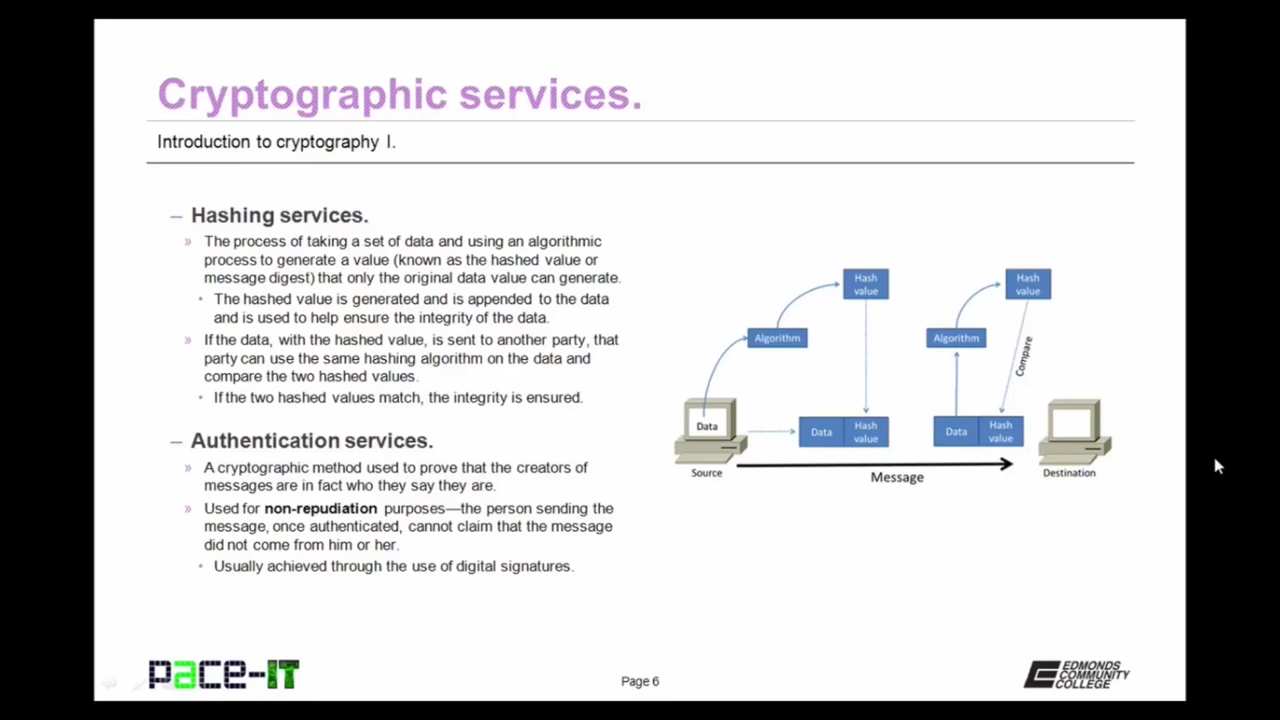 Cryptographic services.
Introduction to cryptography I.
– Hashing services.
» The process of taking a set of data and using an algorithmic
process to generate a value (known as the hashed value or
message digest) that only the original data value can generate.
• The hashed value is generated and is appended to the data
and is used to help ensure the integrity of the data.
» If the data, with the hashed value, is sent to another party, that
party can use the same hashing algorithm on the data and
compare the two hashed values.
• If the two hashed values match, the integrity is ensured.
– Authentication services.
» A cryptographic method used to prove that the creators of
messages are in fact who they say they are.
» Used for non-repudiation purposes—the person sending the
message, once authenticated, cannot claim that the message
did not come from him or her.
• Usually achieved through the use of digital signatures.
Hash
value
Algorithm
Data
Source
Data
Hash
value
Message
Hash
value
Algorithm
Compare
Data
Hash
value
Destination
pace-IT
Page 6
EDMONDS
COMMUNITY
COLLEGE